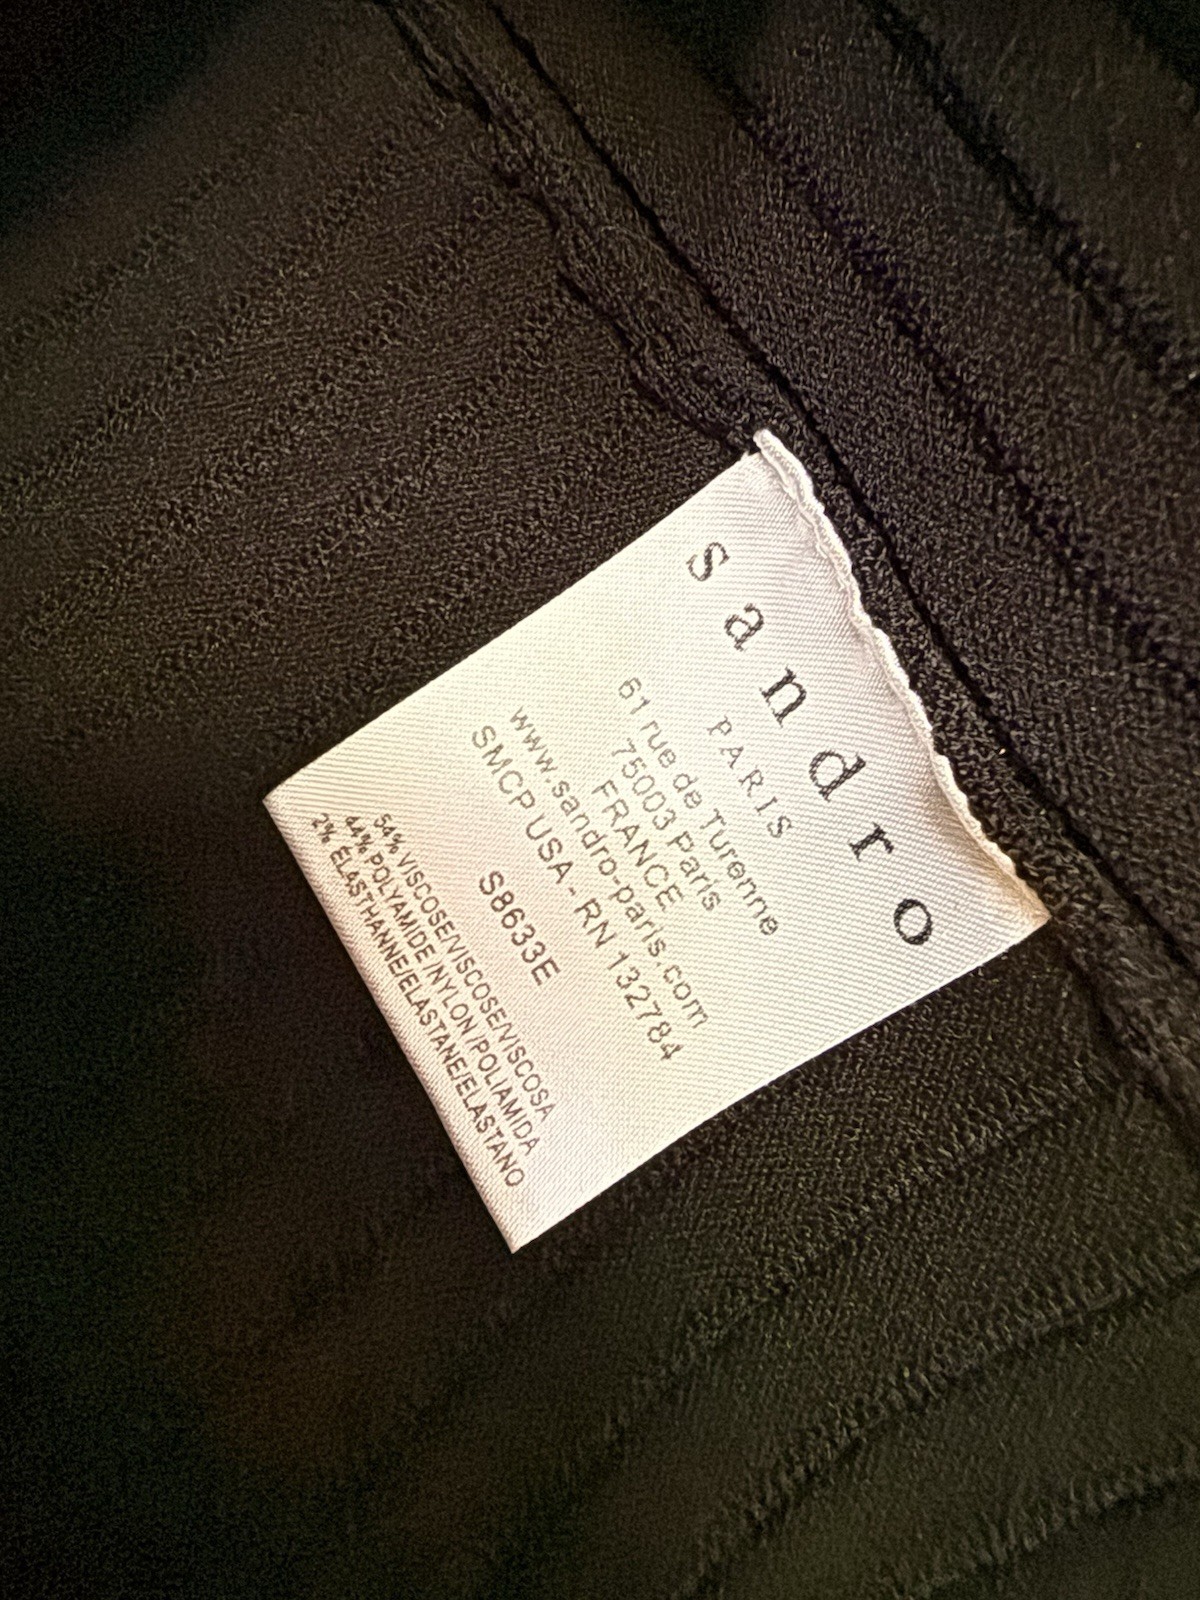 sandro
PARIS
61 rue de Turenne
75003 Paris
FRANCE
www.sandro-paris.com
SMCP USA - RN 132784
S8633E
54% VISCOSE/VISCOSE/VISCOSA
44% POLYAMIDE /NYLON /POLIAMIDA
2% ÉLASTHANNE/ELASTANE/ELASTANO